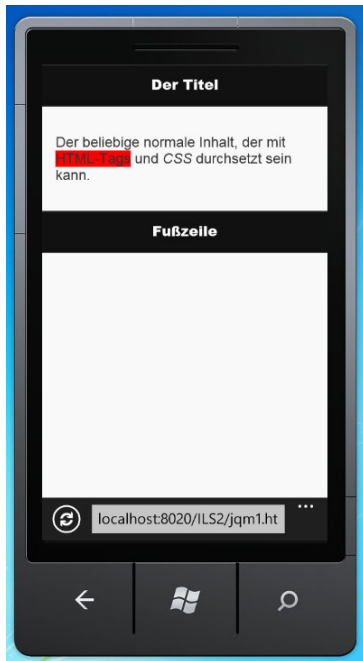 Der Titel
Der beliebige normale Inhalt, der mit
HTML-Tags und CSS durchsetzt sein
kann.
Fußzeile
localhost:8020/ILS2/jqm1.ht